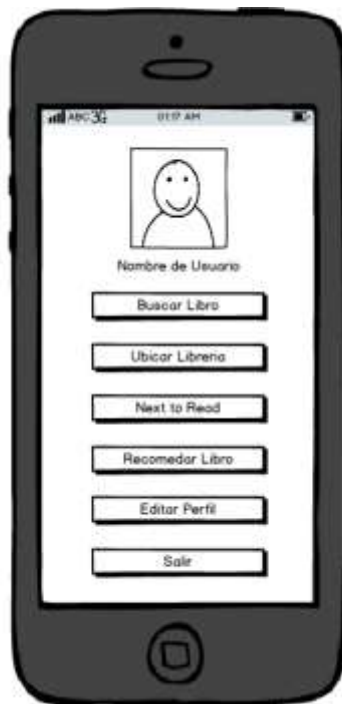 ABC 3G 01:17 AM
Nombre de Usuario
Buscar Libro
Ubicar Libreria
Next to Read
Recomedar Libro
Editar Perfil
Salir